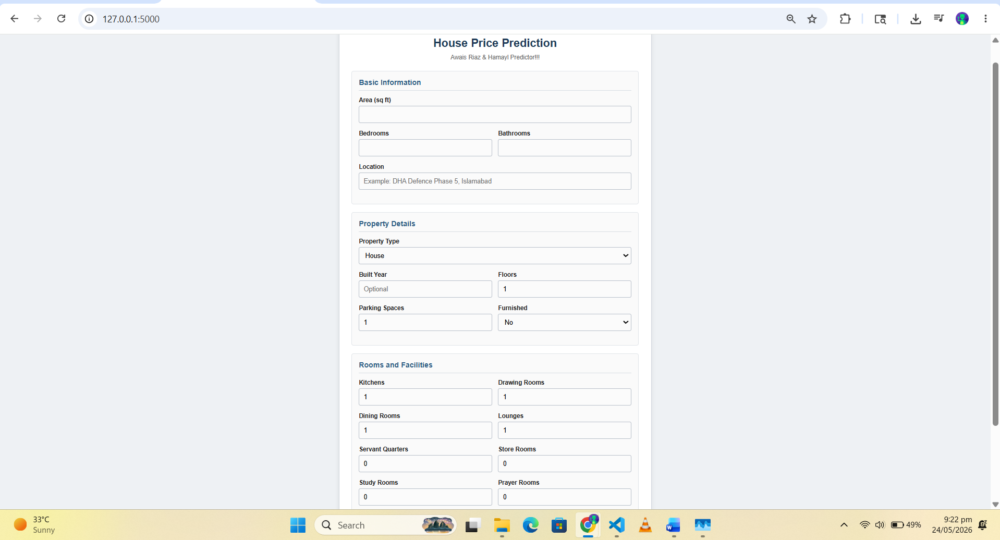 127.0.0.1:5000
House Price Prediction
Awais Riaz & Hamayl Predictor!!!
Basic Information
Area (sq ft)
Bedrooms Bathrooms
Location
Example: DHA Defence Phase 5, Islamabad
Property Details
Property Type
House
Built Year Floors
Optional 1
Parking Spaces Furnished
1 No
Rooms and Facilities
Kitchens Drawing Rooms
1 1
Dining Rooms Lounges
1 1
Servant Quarters Store Rooms
0 0
Study Rooms Prayer Rooms
0 0
33°C
Sunny
Search
49%
9:22 pm
24/05/2026